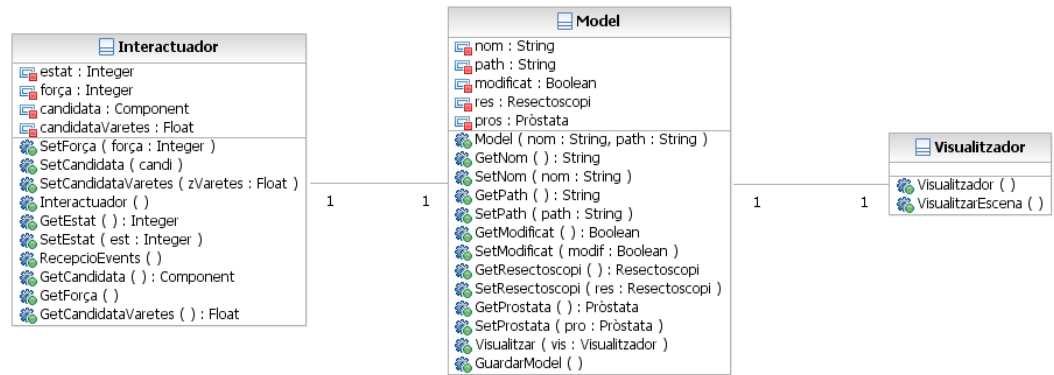 Interactuador
estat : Integer
força : Integer
candidata : Component
candidataVaretes : Float
SetForça ( força : Integer )
SetCandidata ( candi )
SetCandidataVaretes ( zVaretes : Float )
Interactuador ( )
GetEstat ( ) : Integer
SetEstat ( est : Integer )
RecepcioEvents ( )
GetCandidata ( ) : Component
GetForça ( )
GetCandidataVaretes ( ) : Float
1
1
Model
nom : String
path : String
modificat : Boolean
res : Resectoscopi
pros : Pròstata
Model ( nom : String, path : String )
GetNom ( ) : String
SetNom ( nom : String )
GetPath ( ) : String
SetPath ( path : String )
GetModificat ( ) : Boolean
SetModificat ( modif : Boolean )
GetResectoscopi ( ) : Resectoscopi
SetResectoscopi ( res : Resectoscopi )
GetProstata ( ) : Pròstata
SetProstata ( pro : Pròstata )
Visualitzar ( vis : Visualitzador )
GuardarModel ( )
1
1
Visualitzador
Visualitzador ( )
VisualitzarEscena ( )